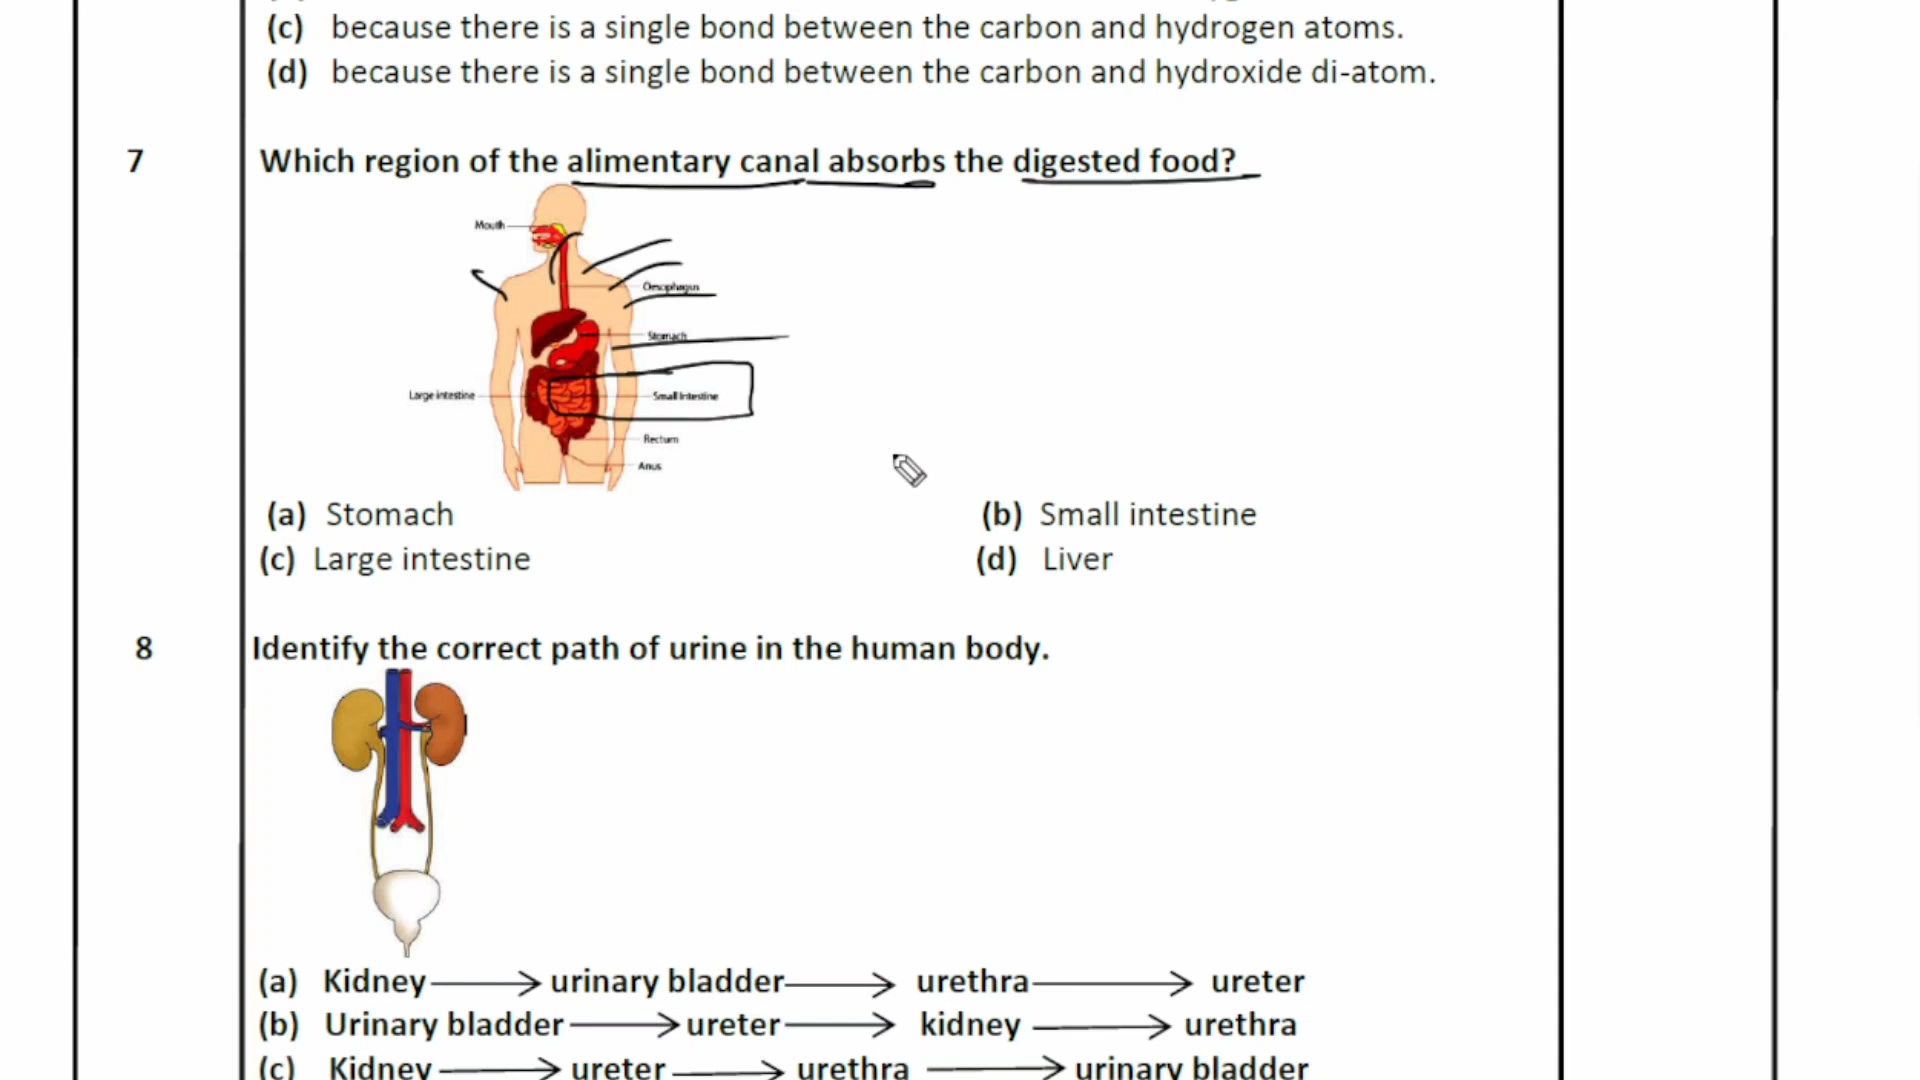 (c) because there is a single bond between the carbon and hydrogen atoms.
(d) because there is a single bond between the carbon and hydroxide di-atom.
7 Which region of the alimentary canal absorbs the digested food?
Mouth
Oesophagus
Stomach
Large intestine
Small Intestine
Rectum
Anus
(a) Stomach (b) Small intestine
(c) Large intestine (d) Liver
8 Identify the correct path of urine in the human body.
(a) Kidney → urinary bladder → urethra → ureter
(b) Urinary bladder → ureter → kidney → urethra
(c) Kidney → ureter → urethra → urinary bladder